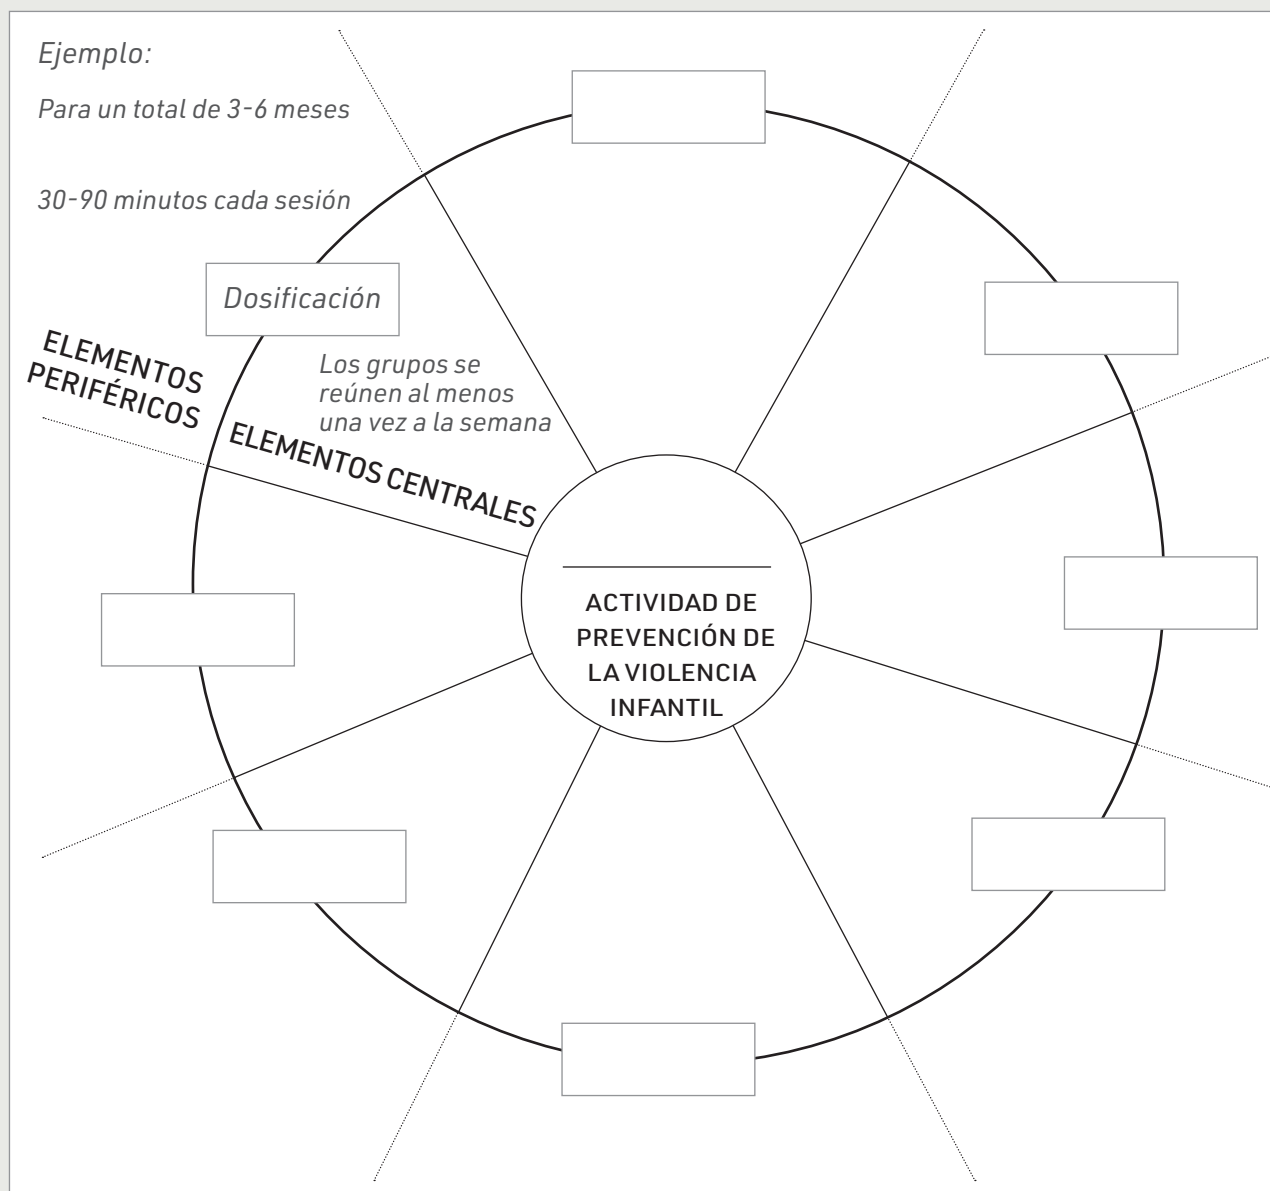 Ejemplo:
Para un total de 3-6 meses
30-90 minutos cada sesión
Dosificación
ELEMENTOS
PERIFÉRICOS
Los grupos se
reúnen al menos
una vez a la semana
ELEMENTOS CENTRALES
ACTIVIDAD DE
PREVENCIÓN DE
LA VIOLENCIA
INFANTIL